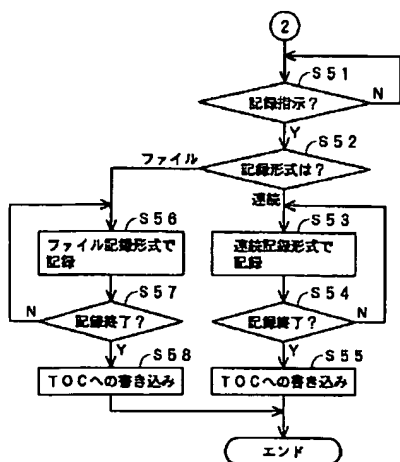 2
S51
記録指示?
N
Y
S52
記録形式は?
ファイル
連続
S56
ファイル記録形式で
記録
S53
連続記録形式で
記録
S57
記録終了?
N
Y
S54
記録終了?
N
Y
S58
TOCへの書き込み
S55
TOCへの書き込み
エンド